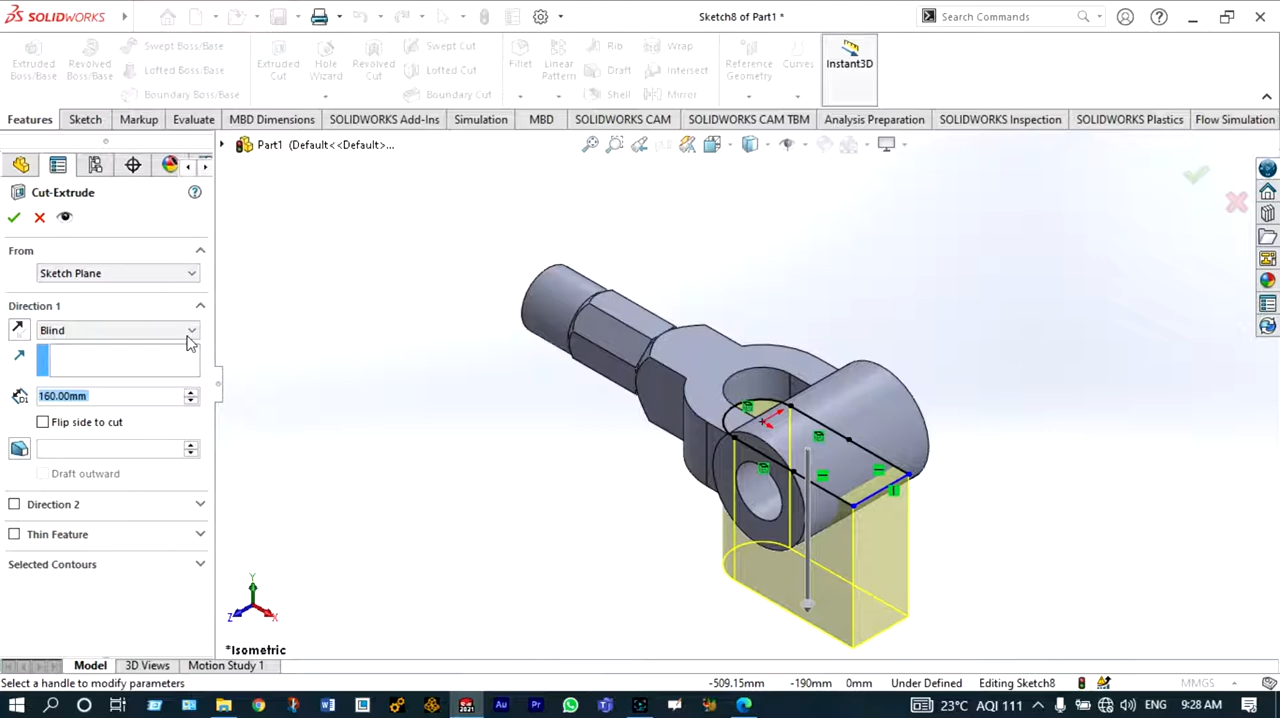 SOLIDWORKS
Sketch8 of Part1 *
Search Commands
Extruded Boss/Base
Revolved Boss/Base
Swept Boss/Base
Lofted Boss/Base
Boundary Boss/Base
Extruded Cut
Hole Wizard
Revolved Cut
Swept Cut
Lofted Cut
Boundary Cut
Fillet
Linear Pattern
Rib
Draft
Shell
Wrap
Intersect
Mirror
Reference Geometry
Curves
Instant3D
Features
Sketch
Markup
Evaluate
MBD Dimensions
SOLIDWORKS Add-Ins
Simulation
MBD
SOLIDWORKS CAM
SOLIDWORKS CAM TBM
Analysis Preparation
SOLIDWORKS Inspection
SOLIDWORKS Plastics
Flow Simulation
Part1 (Default<<Default>...
Cut-Extrude
From
Sketch Plane
Direction 1
Blind
160.00mm
Flip side to cut
Draft outward
Direction 2
Thin Feature
Selected Contours
Y
Z
X
*Isometric
Model
3D Views
Motion Study 1
Select a handle to modify parameters
-509.15mm
-190mm
0mm
Under Defined
Editing Sketch8
MMGS
2021
Au
Pr
23°C AQI 111
ENG
9:28 AM